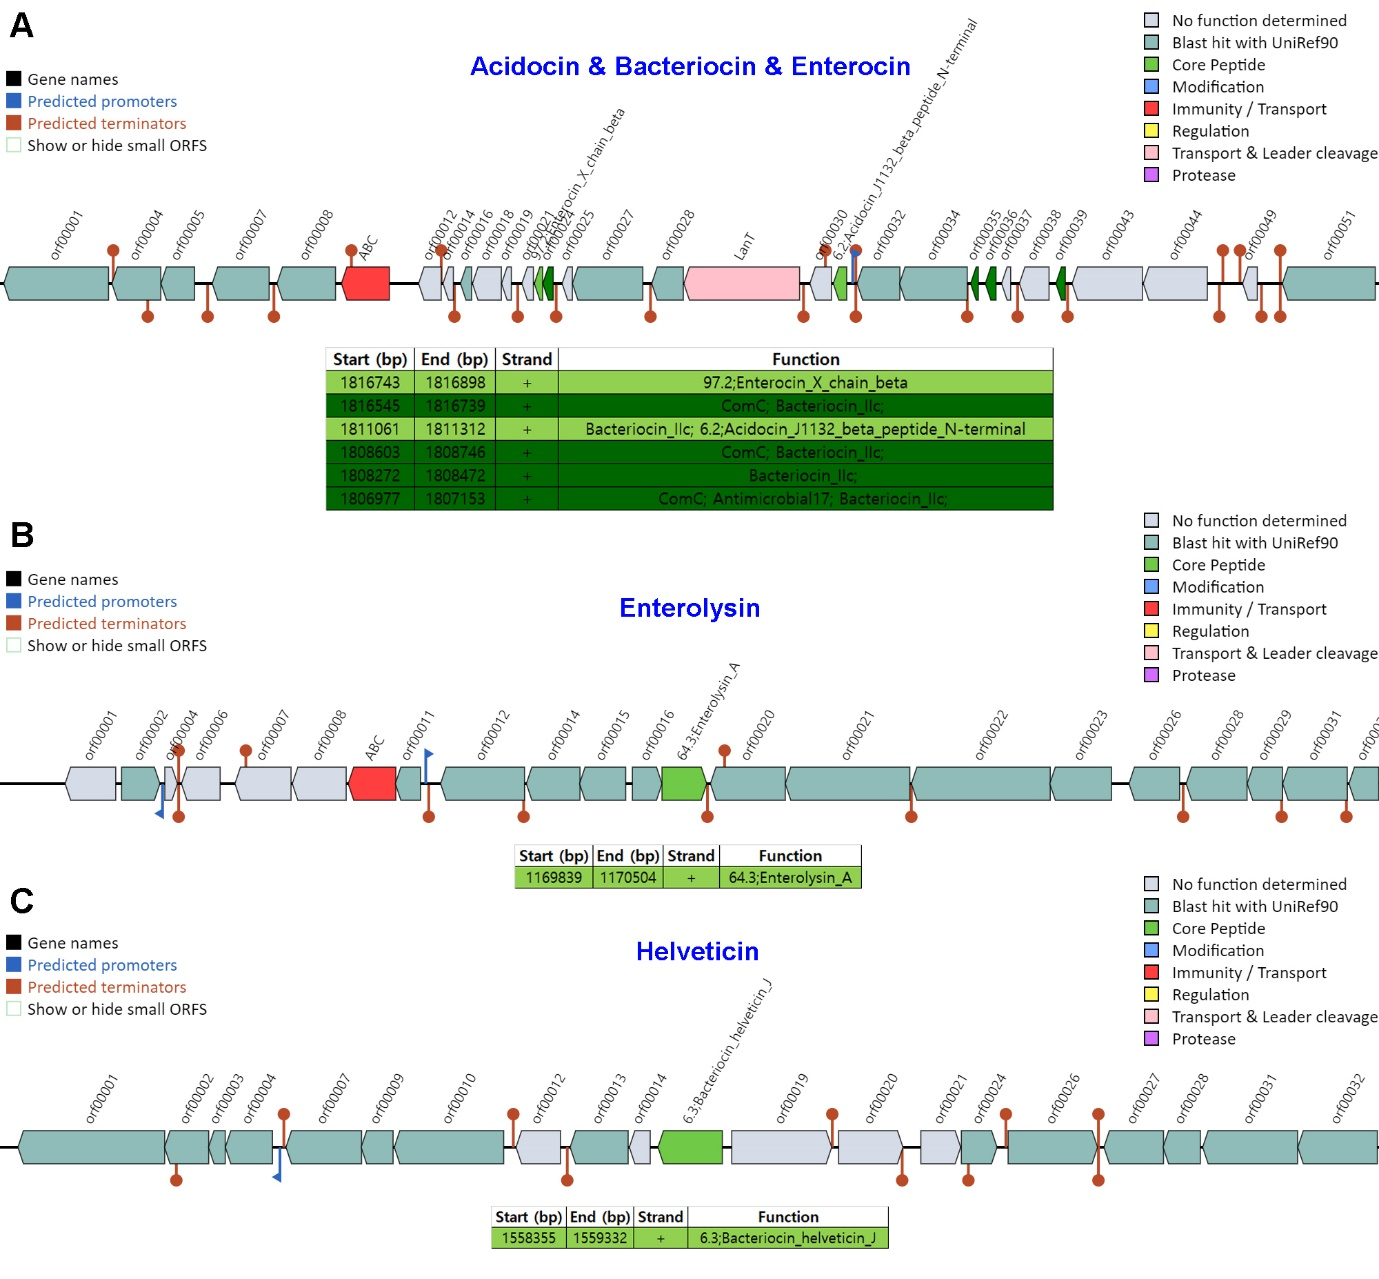 A
Acidocin & Bacteriocin & Enterocin
Gene names
Predicted promoters
Predicted terminators
Show or hide small ORFS
No function determined
Blast hit with UniRef90
Core Peptide
Modification
Immunity / Transport
Regulation
Transport & Leader cleavage
Protease
orf00001
orf00004
orf00005
orf00007
orf00008
ABC
orf00012
orf00014
orf00016
orf00018
orf00019
orf00021
97.2;Enterocin_X_chain_beta
orf00024
orf00025
orf00027
orf00028
LanT
orf00030
6.2;Acidocin_J1132_beta_peptide_N-terminal
orf00032
orf00034
orf00035
orf00036
orf00037
orf00038
orf00039
orf00043
orf00044
orf00049
orf00051
Start (bp) End (bp) Strand Function
1816743 1816898 + 97.2;Enterocin_X_chain_beta
1816545 1816739 + ComC; Bacteriocin_IIc;
1811061 1811312 + Bacteriocin_IIc; 6.2;Acidocin_J1132_beta_peptide_N-terminal
1808603 1808746 + ComC; Bacteriocin_IIc;
1808272 1808472 + Bacteriocin_IIc;
1806977 1807153 + ComC; Antimicrobial17; Bacteriocin_IIc;
B
Enterolysin
Gene names
Predicted promoters
Predicted terminators
Show or hide small ORFS
No function determined
Blast hit with UniRef90
Core Peptide
Modification
Immunity / Transport
Regulation
Transport & Leader cleavage
Protease
orf00001
orf00002
orf00004
orf00006
orf00007
orf00008
ABC
orf00011
orf00012
orf00014
orf00015
orf00016
64.3;Enterolysin_A
orf00020
orf00021
orf00022
orf00023
orf00026
orf00028
orf00029
orf00031
Start (bp) End (bp) Strand Function
1169839 1170504 + 64.3;Enterolysin_A
C
Helveticin
Gene names
Predicted promoters
Predicted terminators
Show or hide small ORFS
No function determined
Blast hit with UniRef90
Core Peptide
Modification
Immunity / Transport
Regulation
Transport & Leader cleavage
Protease
orf00001
orf00002
orf00003
orf00004
orf00007
orf00009
orf00010
orf00012
orf00013
orf00014
6.3;Bacteriocin_helveticin_J
orf00019
orf00020
orf00021
orf00024
orf00026
orf00027
orf00028
orf00031
orf00032
Start (bp) End (bp) Strand Function
1558355 1559332 + 6.3;Bacteriocin_helveticin_J